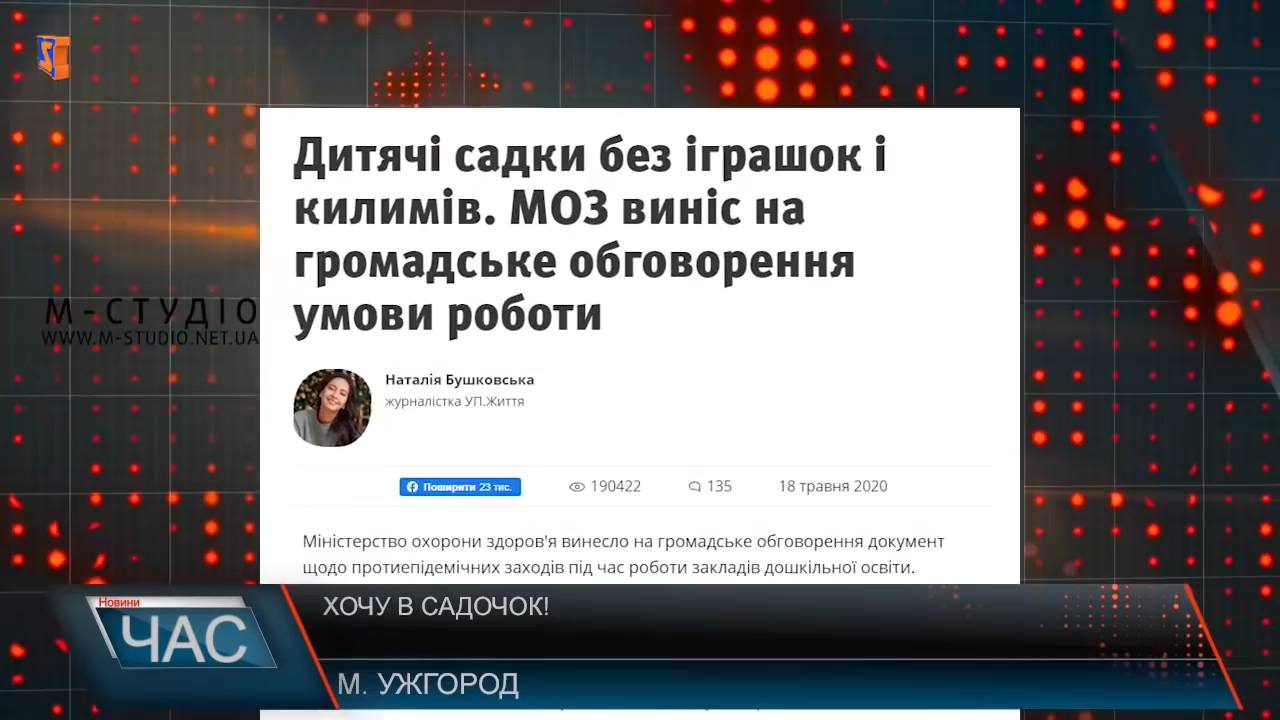 Дитячі садки без іграшок і
килимів. МОЗ виніс на
громадське обговорення
умови роботи
М-СТУДІО
WWW.M-STUDIO.NET.UA
Наталія Бушковська
журналістка УП.Життя
Поширити 23 тис.
190422
135
18 травня 2020
Міністерство охорони здоров'я винесло на громадське обговорення документ
щодо протиепідемічних заходів під час роботи закладів дошкільної освіти.
Новини
ЧАС
ХОЧУ В САДОЧОК!
М. УЖГОРОД